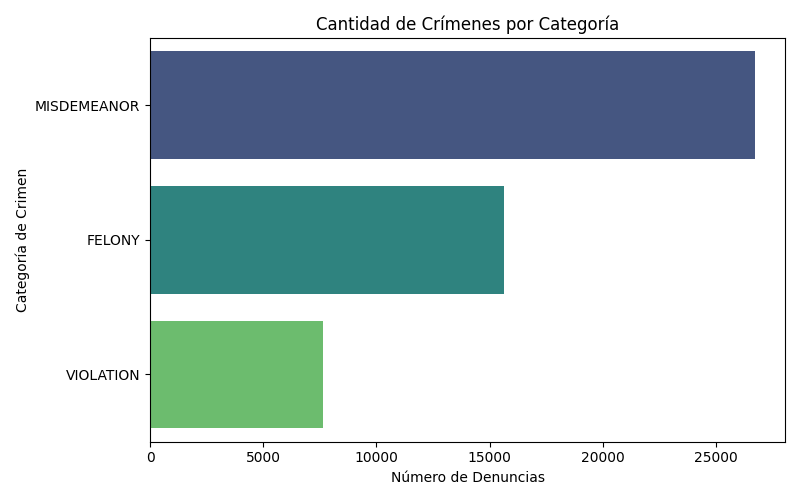 Cantidad de Crímenes por Categoría
Categoría de Crimen
MISDEMEANOR
FELONY
VIOLATION
0 5000 10000 15000 20000 25000
Número de Denuncias